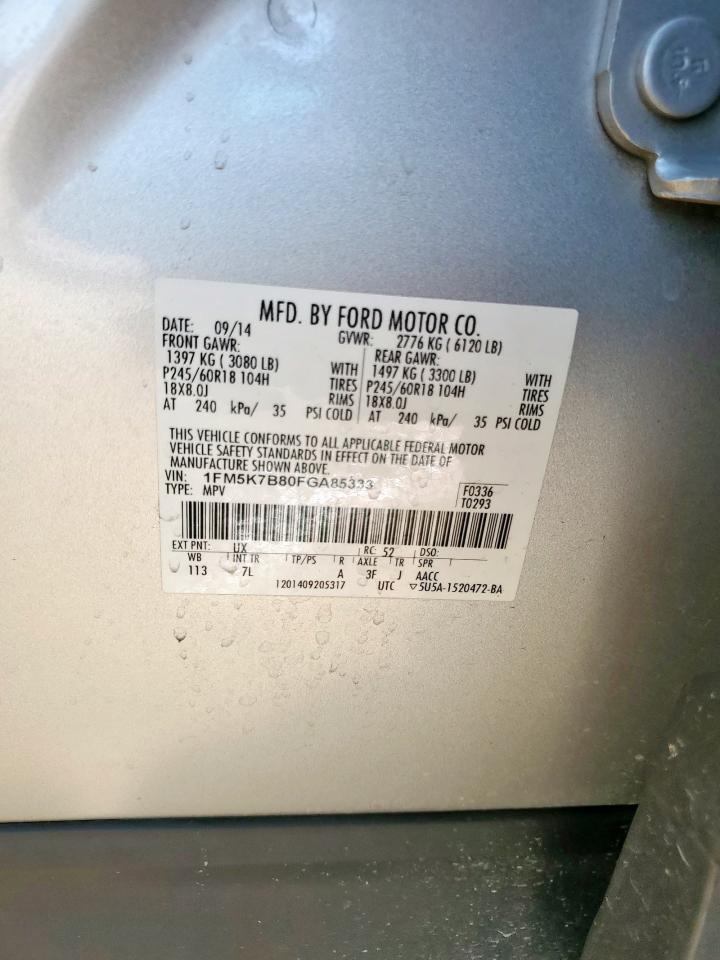 MFD. BY FORD MOTOR CO.
DATE: 09/14 GVWR: 2776 KG ( 6120 LB)
FRONT GAWR: REAR GAWR:
1397 KG ( 3080 LB) WITH 1497 KG ( 3300 LB) WITH
P245/60R18 104H TIRES P245/60R18 104H TIRES
18X8.0J RIMS 18X8.0J RIMS
AT 240 kPa/ 35 PSI COLD AT 240 kPa/ 35 PSI COLD
THIS VEHICLE CONFORMS TO ALL APPLICABLE FEDERAL MOTOR
VEHICLE SAFETY STANDARDS IN EFFECT ON THE DATE OF
MANUFACTURE SHOWN ABOVE.
VIN: 1FM5K7B80FGA85333 F0336
TYPE: MPV T0293
EXT PNT: UX RC: 52 DSO:
WB INT TR TP/PS R AXLE TR SPR
113 7L A 3F J AACC
1201409205317 UTC ▽5U5A-1520472-BA